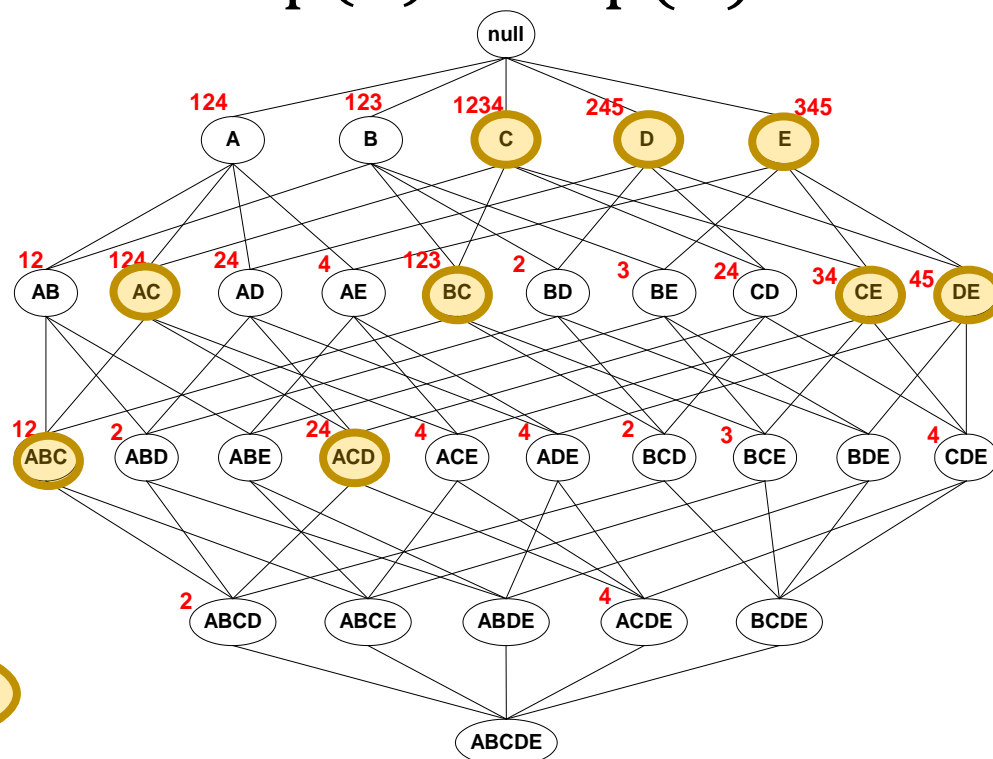 null
124 123 1234 245 345
A B C D E
12 124 24 4 123 2 3 24 34 45
AB AC AD AE BC BD BE CD CE DE
12 2 24 4 4 2 3 4
ABC ABD ABE ACD ACE ADE BCD BCE BDE CDE
2 4
ABCD ABCE ABDE ACDE BCDE
ABCDE